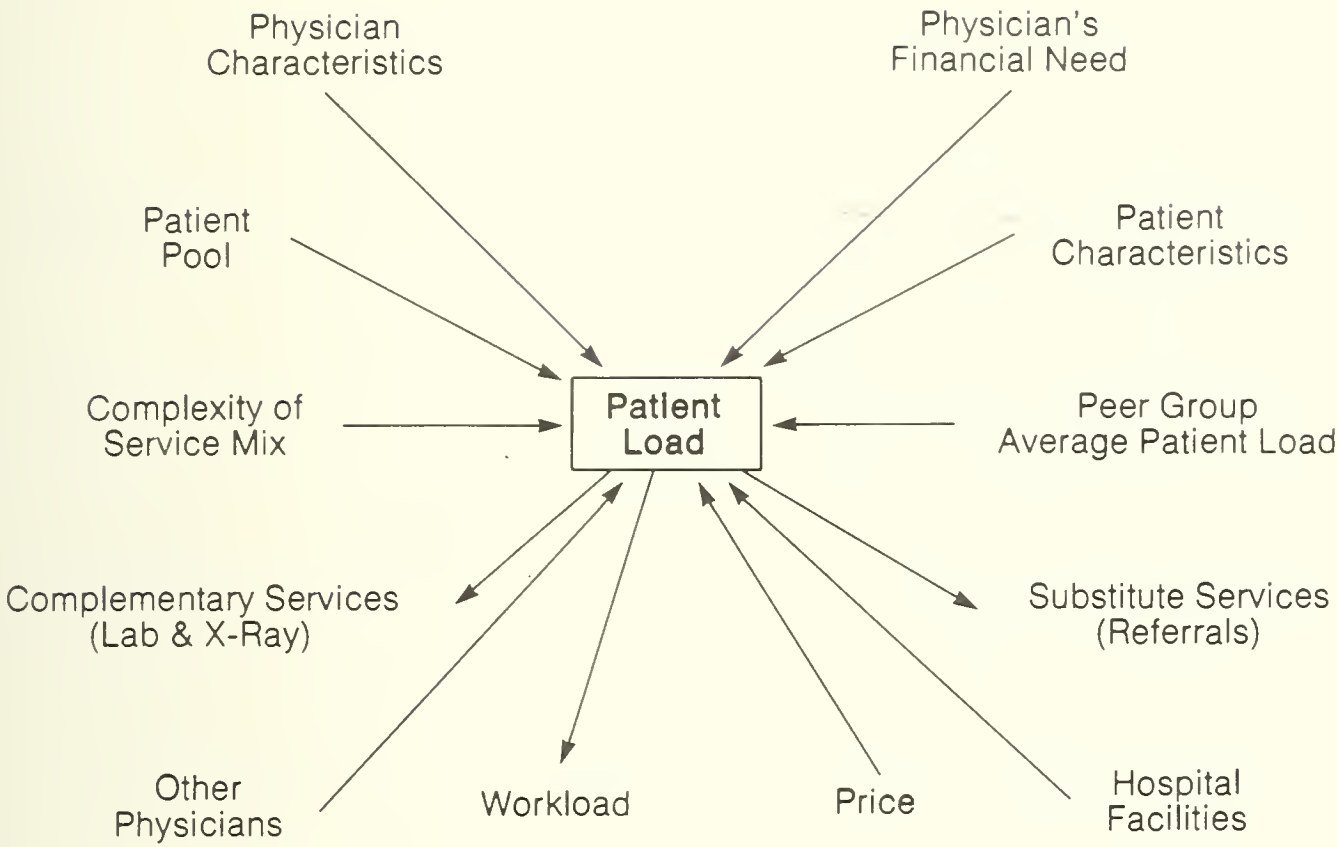 Physician
Characteristics
Physician's
Financial Need
Patient
Pool
Patient
Characteristics
Complexity of
Service Mix
Patient
Load
Peer Group
Average Patient Load
Complementary Services
(Lab & X-Ray)
Substitute Services
(Referrals)
Other
Physicians
Workload
Price
Hospital
Facilities